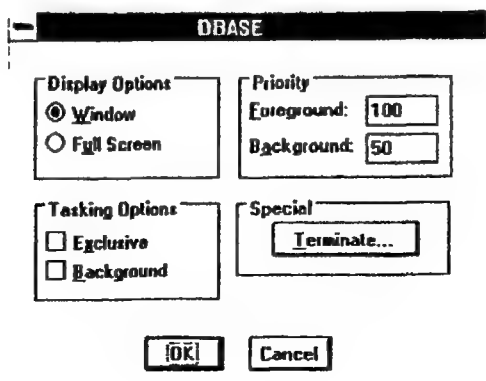 DBASE
Display Options
Window
Full Screen
Priority
Foreground: 100
Background: 50
Tasking Options
Exclusive
Background
Special
Terminate...
OK
Cancel